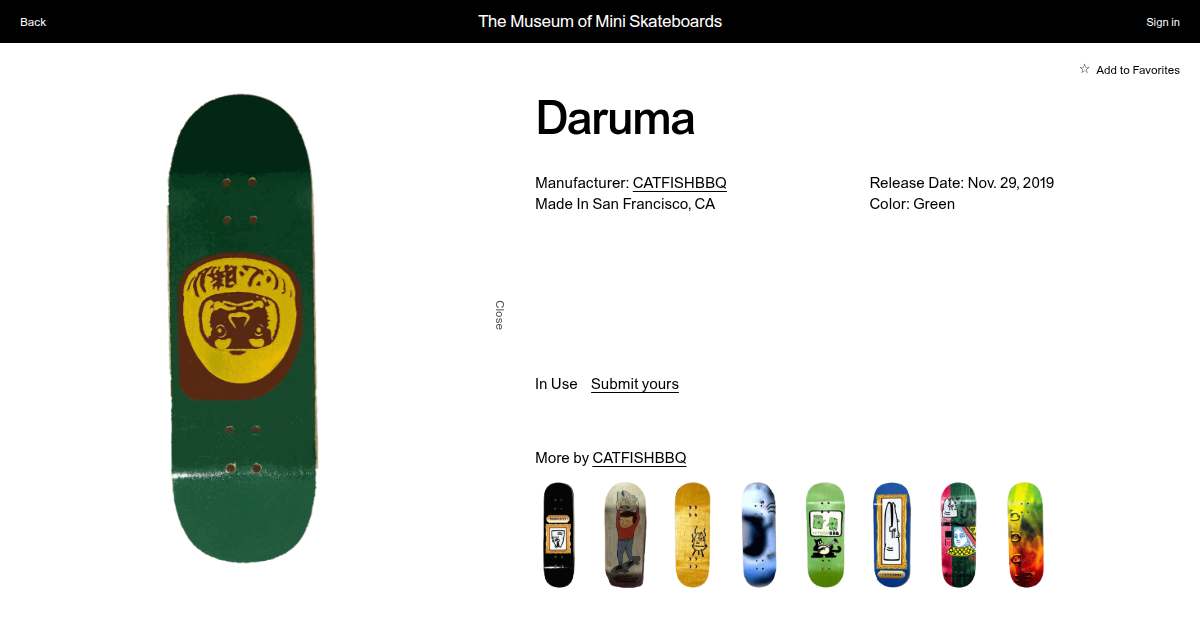 Back
The Museum of Mini Skateboards
Sign in
☆ Add to Favorites
Daruma
Manufacturer: CATFISHBBQ
Made In San Francisco, CA
Release Date: Nov. 29, 2019
Color: Green
Close
In Use Submit yours
More by CATFISHBBQ